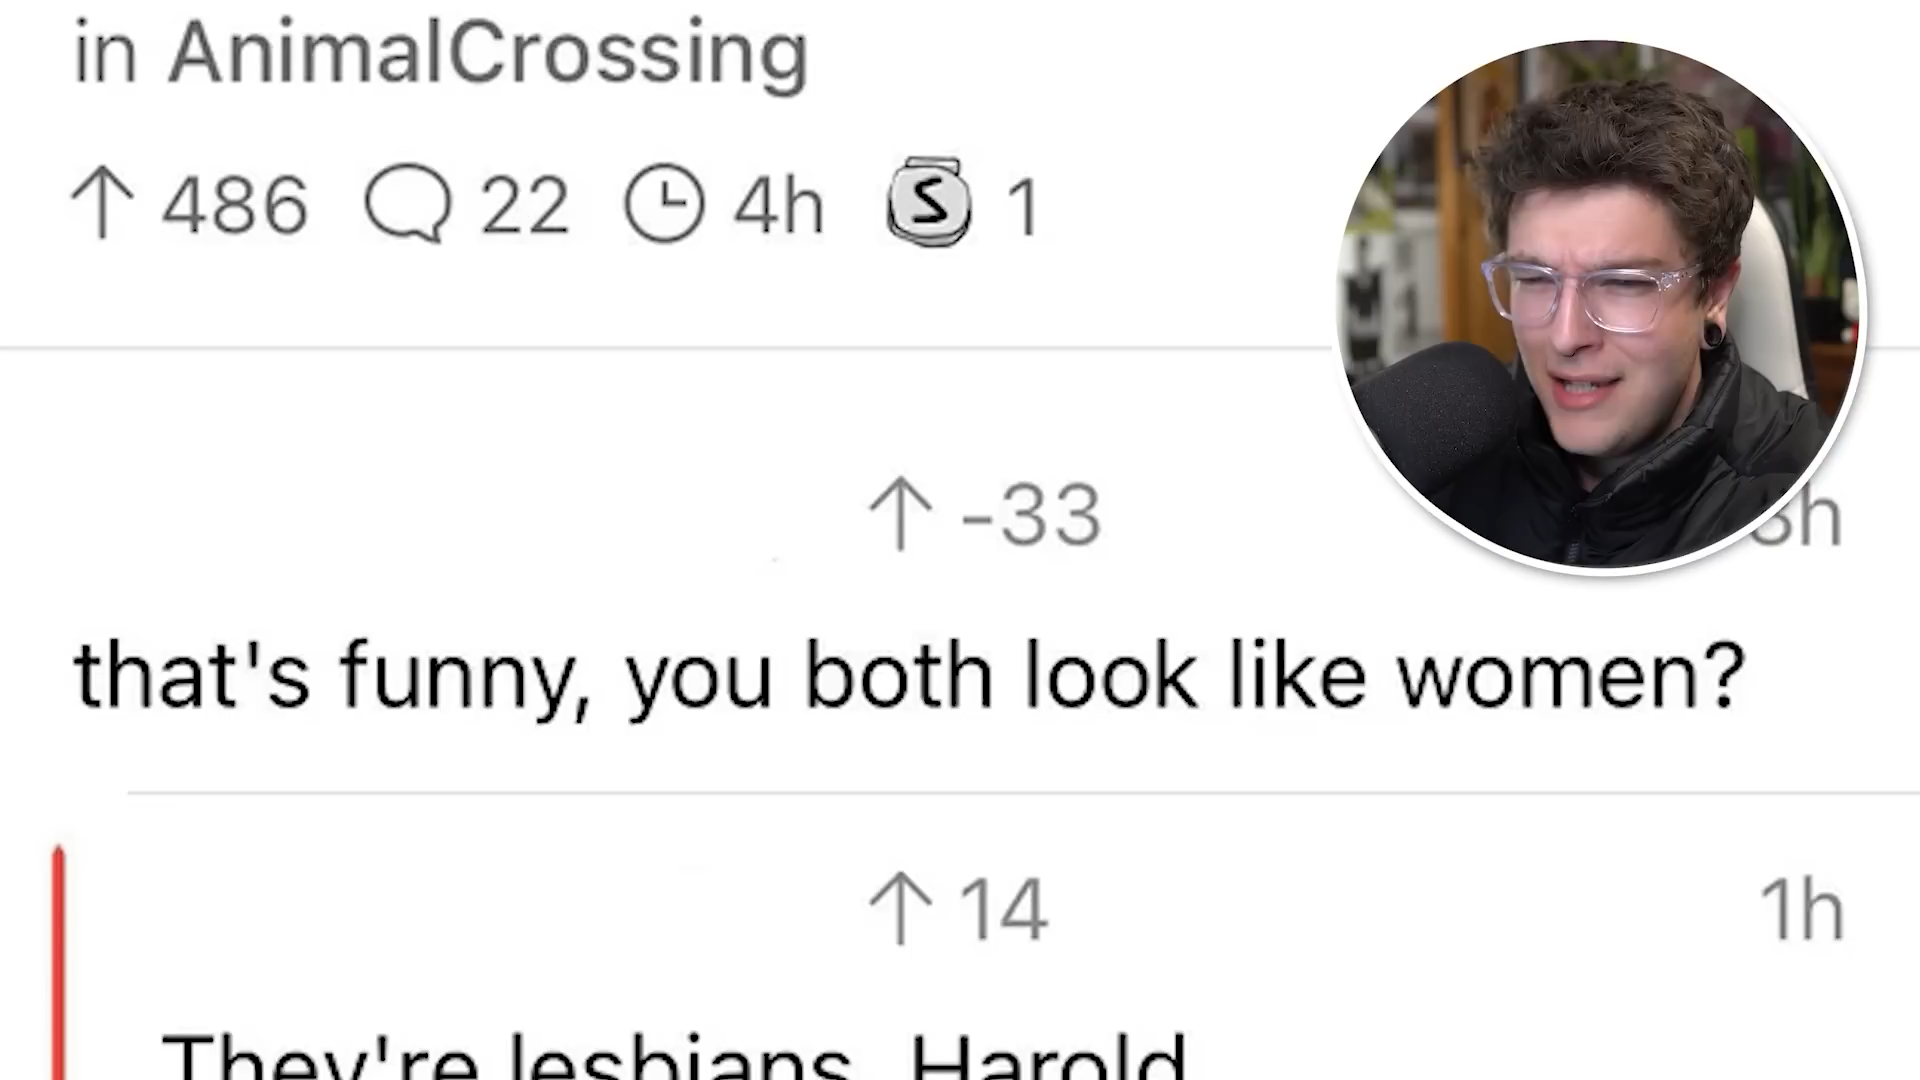 in AnimalCrossing
486 22 4h S 1
-33 3h
that's funny, you both look like women?
14 1h
They're lesbians, Harold